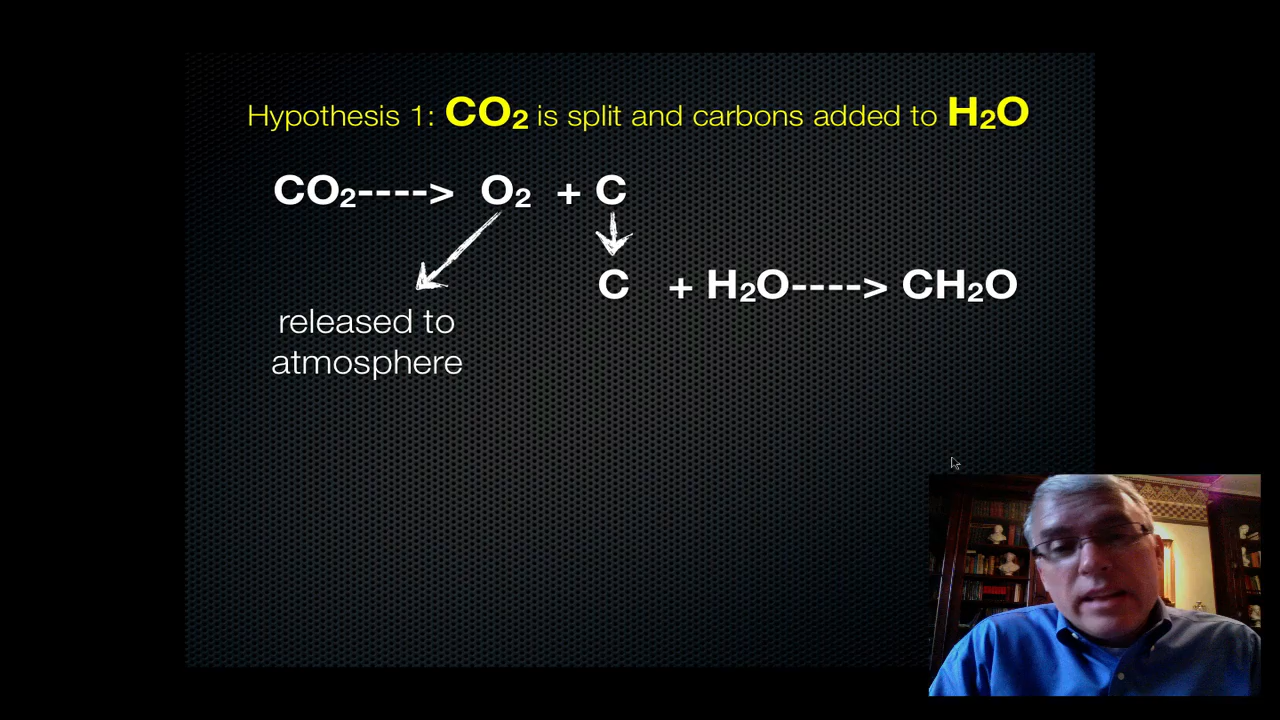 Hypothesis 1: CO₂ is split and carbons added to H₂O
CO₂----> O₂ + C
C + H₂O----> CH₂O
released to
atmosphere